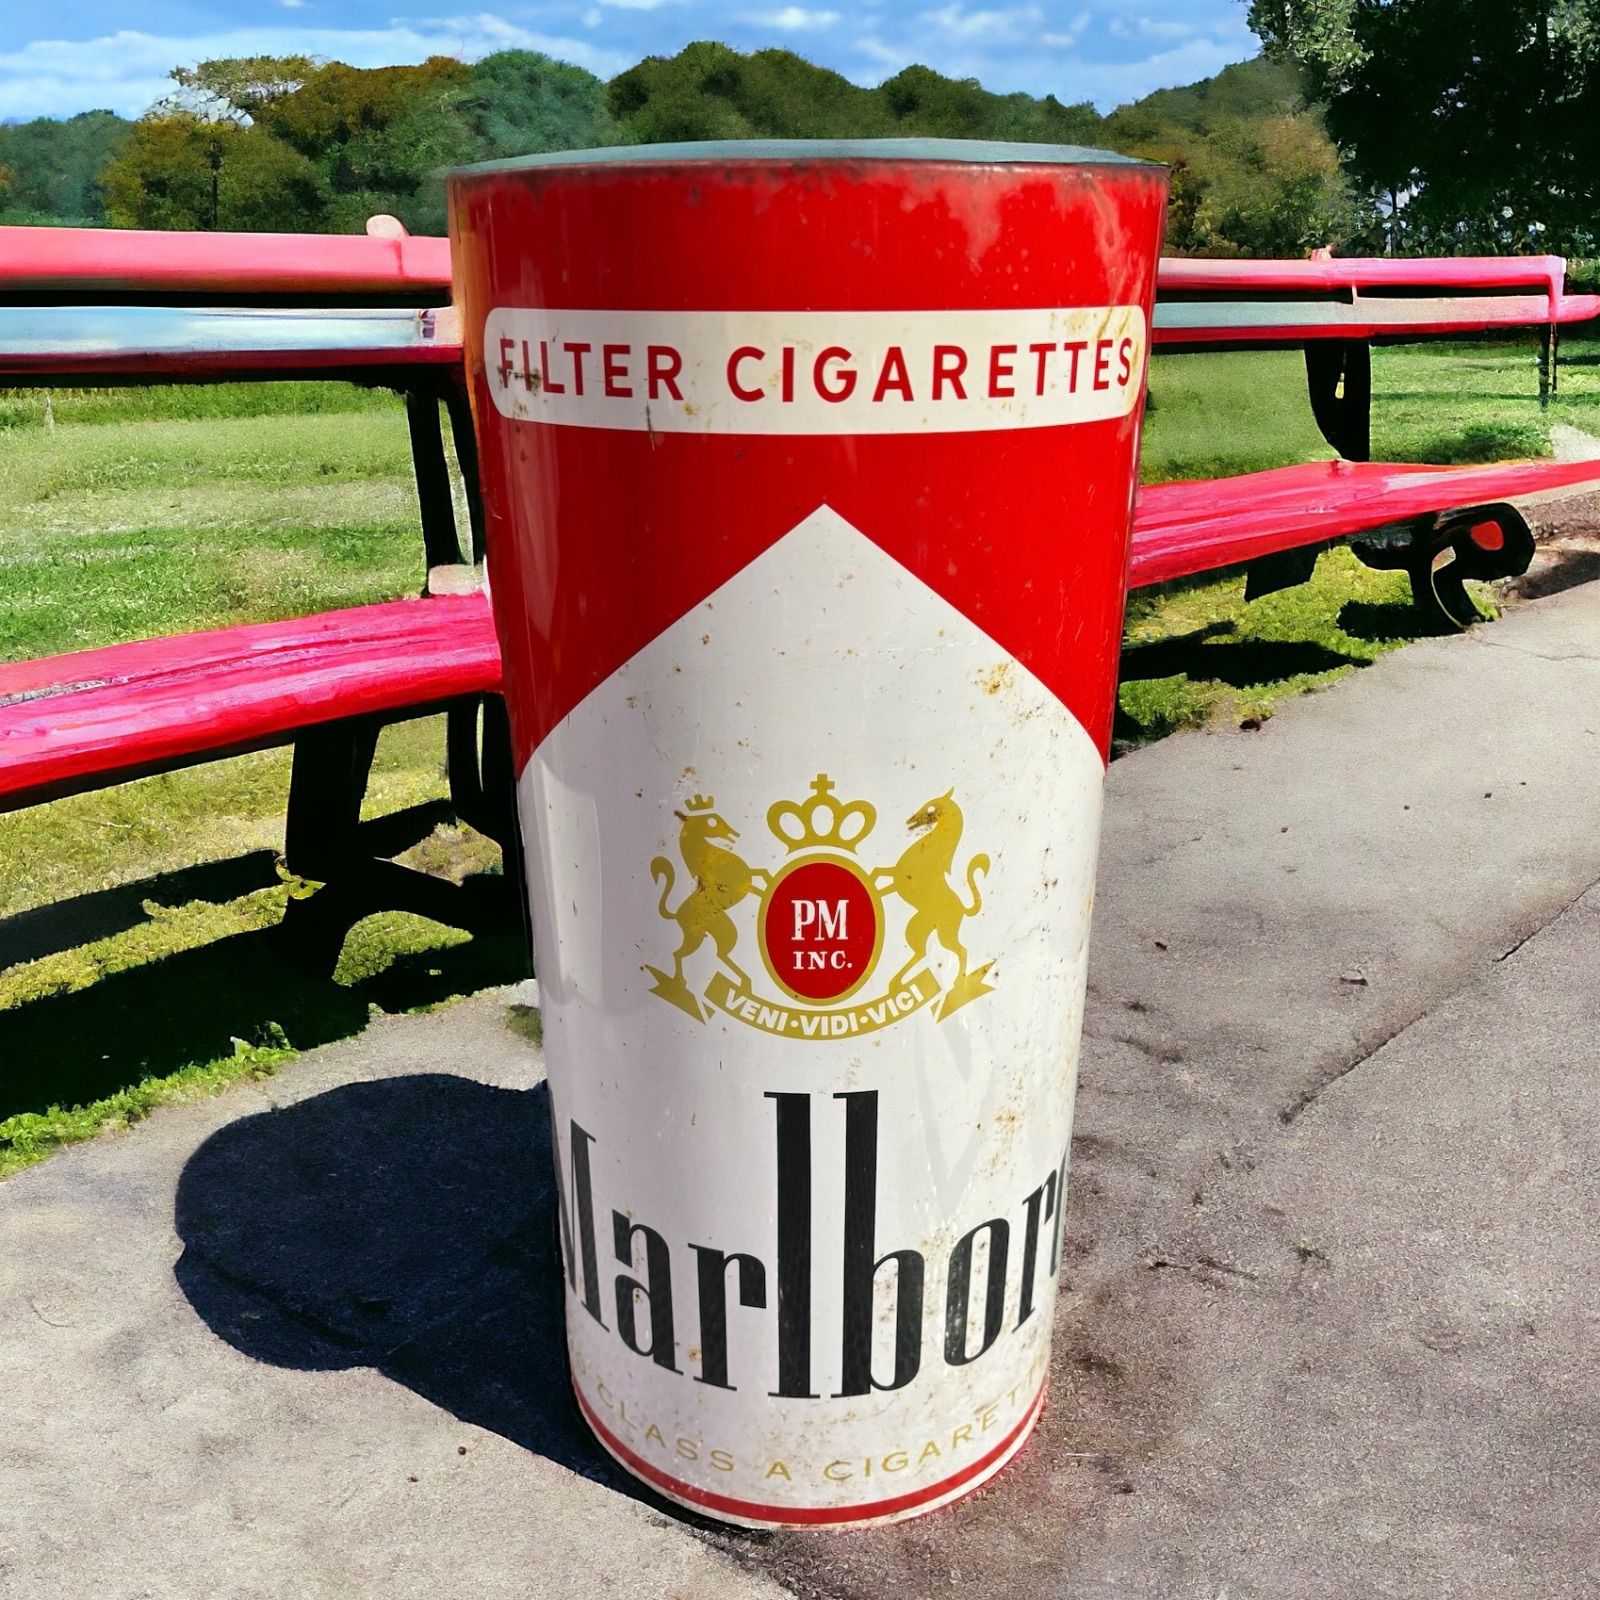 FILTER CIGARETTES
PM
INC.
VENI·VIDI·VICI
Marlbor
CLASS A CIGARETT